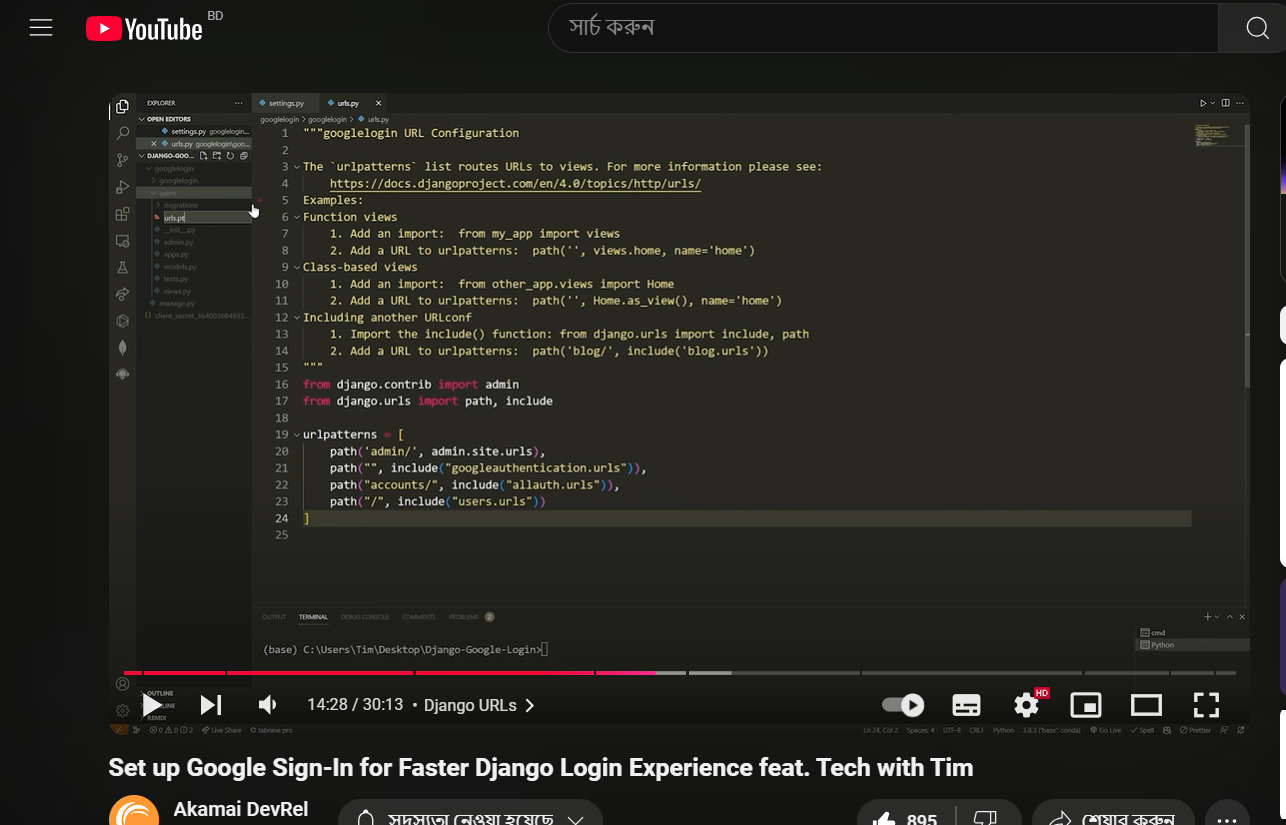 YouTube BD
সার্চ করুন
EXPLORER
settings.py
urls.py
OPEN EDITORS
googlelogin > googlelogin > urls.py
settings.py googlelogin...
urls.py googlelogin\goo...
DJANGO-GOO...
googlelogin
googlelogin
users
migrations
urls.pt
__init__.py
admin.py
apps.py
models.py
tests.py
views.py
manage.py
client_secret_364003684933...
1 """googlelogin URL Configuration
2
3 The `urlpatterns` list routes URLs to views. For more information please see:
4 https://docs.djangoproject.com/en/4.0/topics/http/urls/
5 Examples:
6 Function views
7 1. Add an import: from my_app import views
8 2. Add a URL to urlpatterns: path('', views.home, name='home')
9 Class-based views
10 1. Add an import: from other_app.views import Home
11 2. Add a URL to urlpatterns: path('', Home.as_view(), name='home')
12 Including another URLconf
13 1. Import the include() function: from django.urls import include, path
14 2. Add a URL to urlpatterns: path('blog/', include('blog.urls'))
15 """
16 from django.contrib import admin
17 from django.urls import path, include
18
19 urlpatterns = [
20 path('admin/', admin.site.urls),
21 path("", include("googleauthentication.urls")),
22 path("accounts/", include("allauth.urls")),
23 path("/", include("users.urls"))
24 ]
25
OUTPUT TERMINAL DEBUG CONSOLE COMMENTS PROBLEMS 2
cmd
Python
(base) C:\Users\Tim\Desktop\Django-Google-Login>
OUTLINE
14:28 / 30:13 • Django URLs
HD
0 0 2 Live Share tabnine pro
Ln 24, Col 2 Spaces: 4 UTF-8 CRLF Python 3.8.3 ('base': conda) Go Live Spell Prettier
Set up Google Sign-In for Faster Django Login Experience feat. Tech with Tim
Akamai DevRel
সদস্যতা নেওয়া হয়েছে
895
শেয়ার করুন